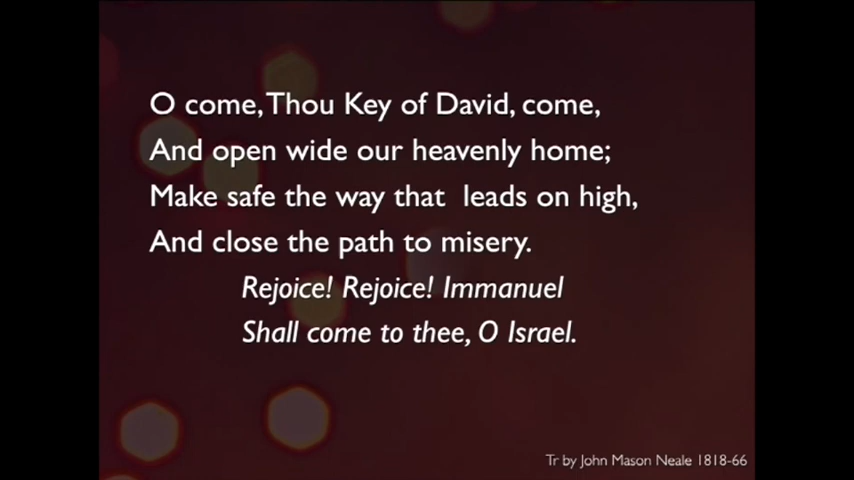 O come, Thou Key of David, come,
And open wide our heavenly home;
Make safe the way that leads on high,
And close the path to misery.
Rejoice! Rejoice! Immanuel
Shall come to thee, O Israel.
Tr by John Mason Neale 1818-66